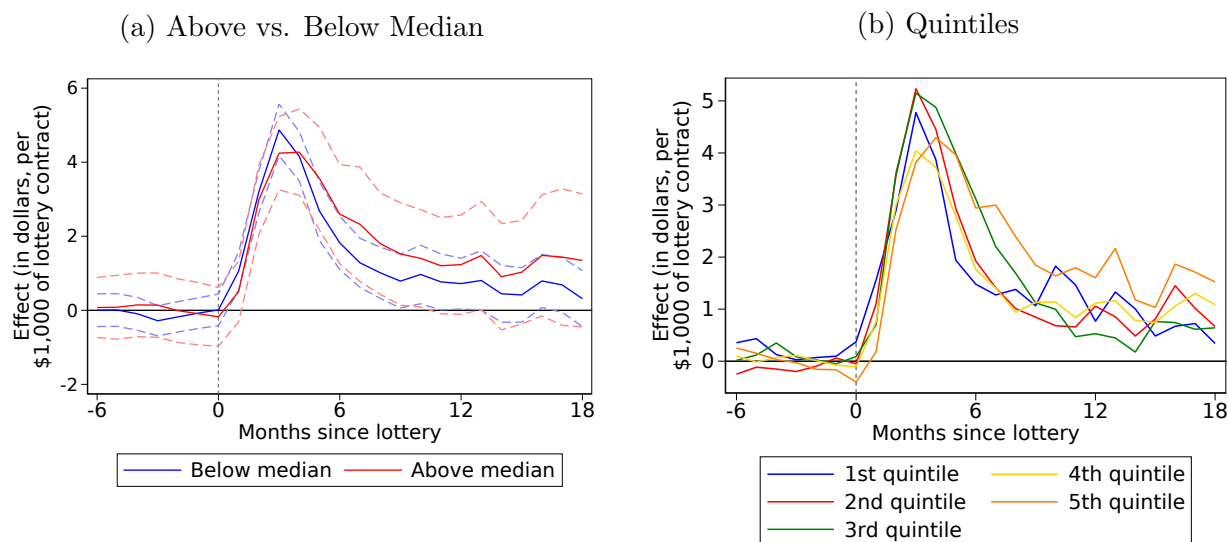 (a) Above vs. Below Median
Effect (in dollars, per
$1,000 of lottery contract)
6
4
2
0
-2
-6
0
6
12
18
Months since lottery
Below median
Above median
(b) Quintiles
Effect (in dollars, per
$1,000 of lottery contract)
5
4
3
2
1
0
-6
0
6
12
18
Months since lottery
1st quintile
4th quintile
2nd quintile
5th quintile
3rd quintile